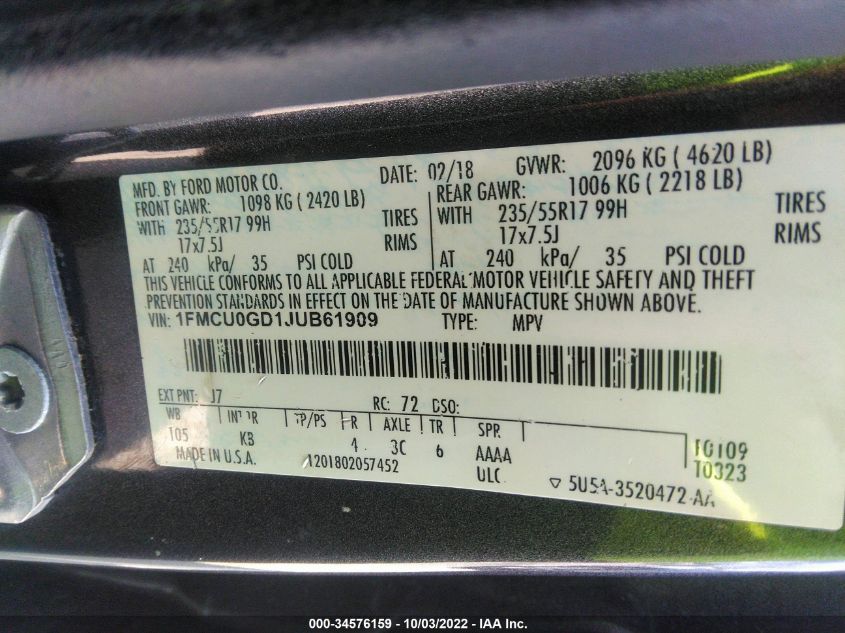 MFD. BY FORD MOTOR CO.
DATE: 02/18
GVWR: 2096 KG ( 4620 LB)
FRONT GAWR: 1098 KG ( 2420 LB)
REAR GAWR: 1006 KG ( 2218 LB)
WITH 235/55R17 99H TIRES
WITH 235/55R17 99H TIRES
17x7.5J RIMS
17x7.5J RIMS
AT 240 kPa/ 35 PSI COLD
AT 240 kPa/ 35 PSI COLD
THIS VEHICLE CONFORMS TO ALL APPLICABLE FEDERAL MOTOR VEHICLE SAFETY AND THEFT
PREVENTION STANDARDS IN EFFECT ON THE DATE OF MANUFACTURE SHOWN ABOVE.
VIN: 1FMCU0GD1JUB61909 TYPE: MPV
EXT PNT: J7 RC: 72 DSO:
WB INT TR TP/PS R AXLE TR SPR
105 KB 4 3C 6 AAAA
MADE IN U.S.A. 1201802057452 ULC
T0109
T0323
5U5A-3520472-AA
000-34576159 - 10/03/2022 - IAA Inc.